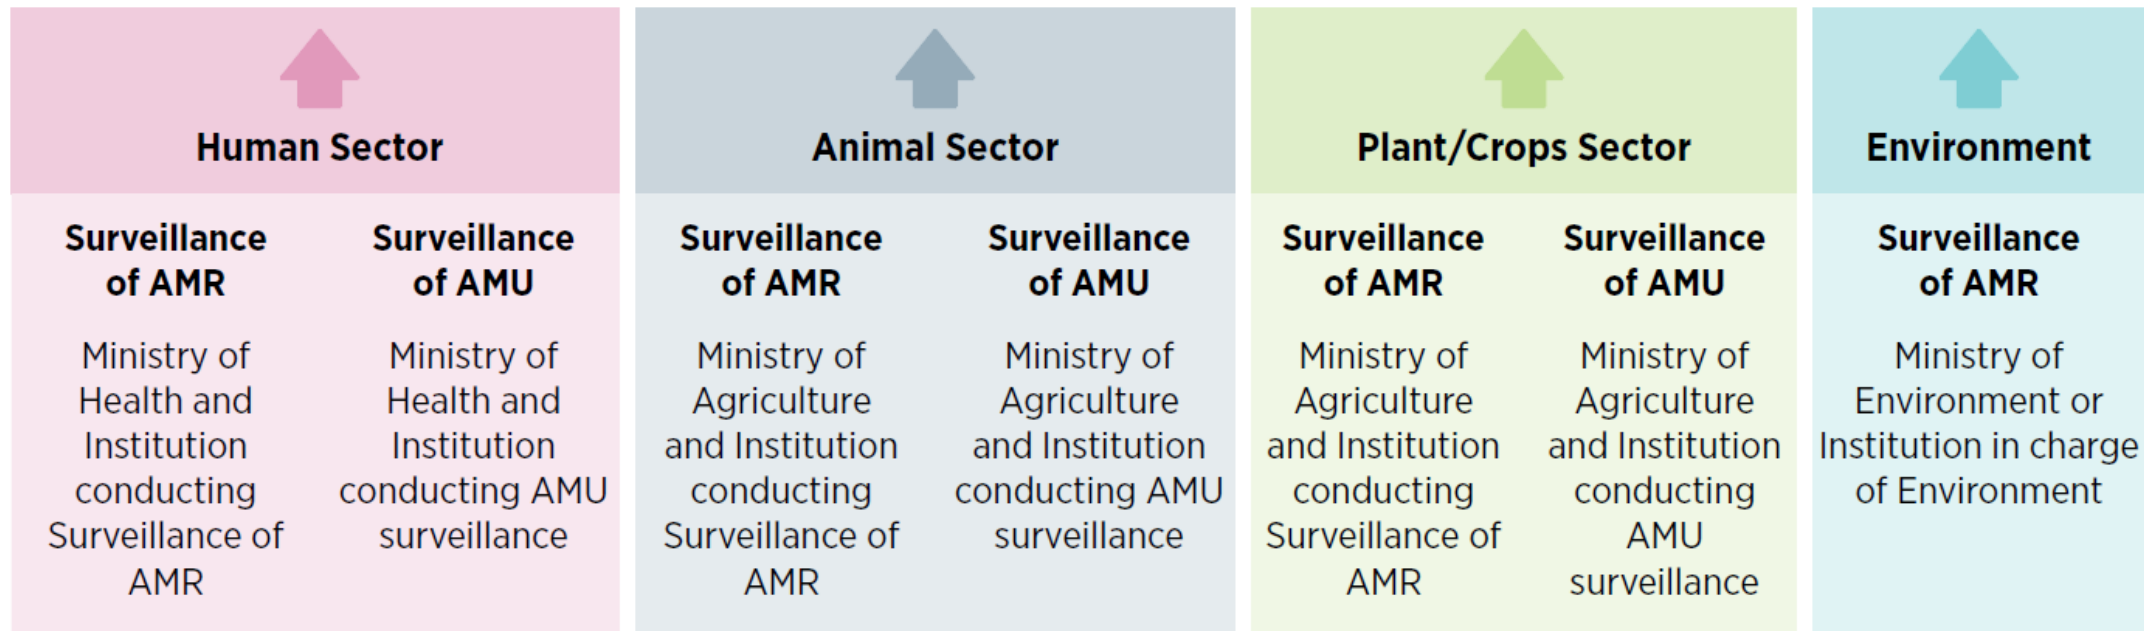 Human Sector
Surveillance
of AMR
Ministry of
Health and
Institution
conducting
Surveillance of
AMR
Surveillance
of AMU
Ministry of
Health and
Institution
conducting AMU
surveillance
Animal Sector
Surveillance
of AMR
Ministry of
Agriculture
and Institution
conducting
Surveillance of
AMR
Surveillance
of AMU
Ministry of
Agriculture
and Institution
conducting AMU
surveillance
Plant/Crops Sector
Surveillance
of AMR
Ministry of
Agriculture
and Institution
conducting
Surveillance of
AMR
Surveillance
of AMU
Ministry of
Agriculture
and Institution
conducting
AMU
surveillance
Environment
Surveillance
of AMR
Ministry of
Environment or
Institution in charge
of Environment